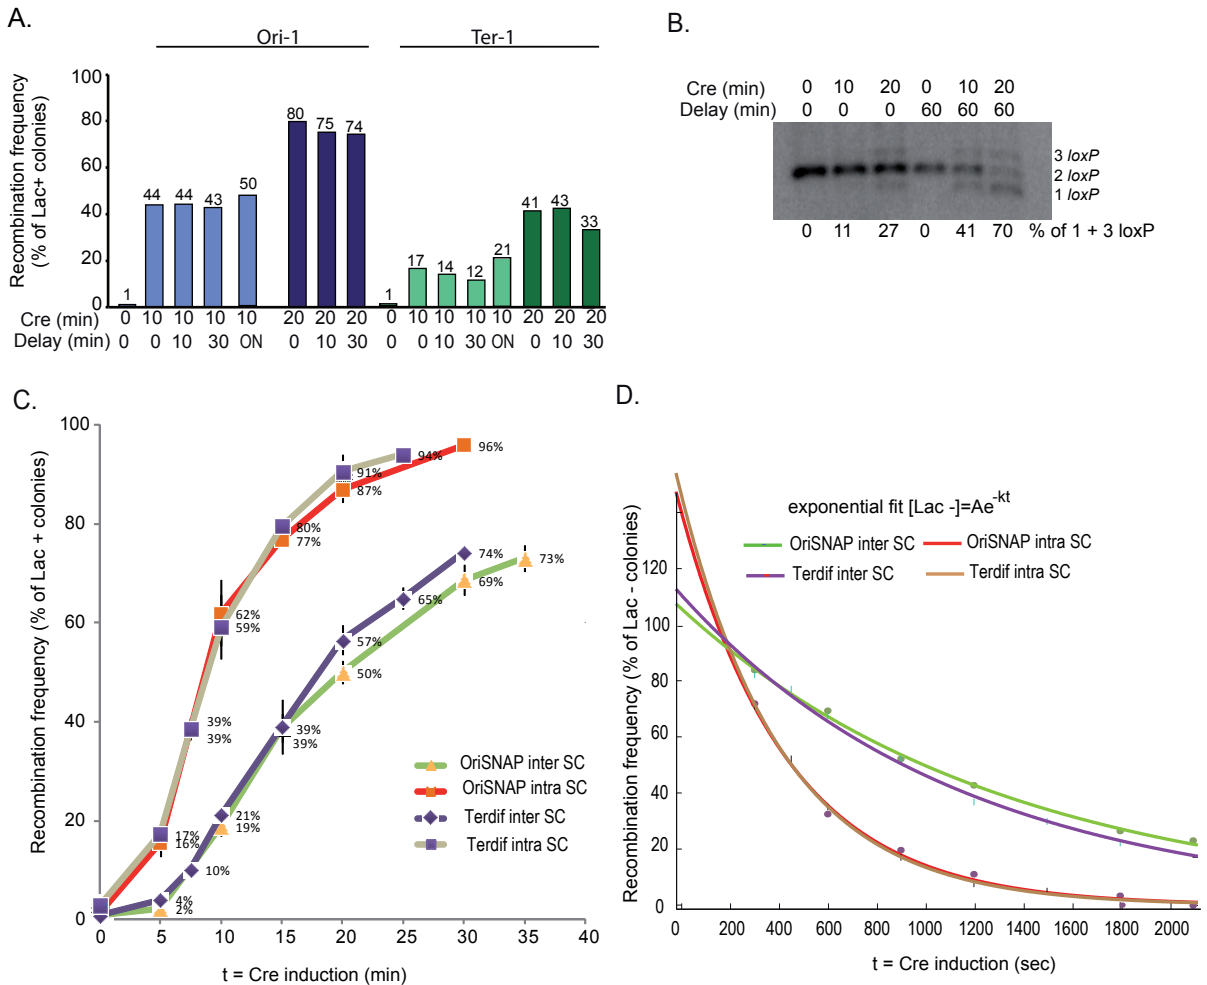 A.
Ori-1
Ter-1
Recombination frequency
(% of Lac+ colonies)
100
80
60
40
20
0
1
44
44
43
50
80
75
74
1
17
14
12
21
41
43
33
Cre (min) 0 10 10 10 10 20 20 20 0 10 10 10 10 20 20 20
Delay (min) 0 0 10 30 ON 0 10 30 0 0 10 30 ON 0 10 30
B.
Cre (min) 0 10 20 0 10 20
Delay (min) 0 0 0 60 60 60
3 loxP
2 loxP
1 loxP
0 11 27 0 41 70 % of 1 + 3 loxP
C.
Recombination frequency (% of Lac + colonies)
100
80
60
40
20
0
96%
94%
91%
87%
80%
77%
74%
73%
69%
65%
62%
59%
57%
50%
39%
39%
39%
39%
21%
19%
17%
16%
10%
4%
2%
OriSNAP inter SC
OriSNAP intra SC
Terdif inter SC
Terdif intra SC
0 5 10 15 20 25 30 35 40
t = Cre induction (min)
D.
exponential fit [Lac -]=Ae-kt
OriSNAP inter SC OriSNAP intra SC
Terdif inter SC Terdif intra SC
Recombination frequency (% of Lac - colonies)
120
100
80
60
40
20
0
0 200 400 600 800 1000 1200 1400 1600 1800 2000
t = Cre induction (sec)